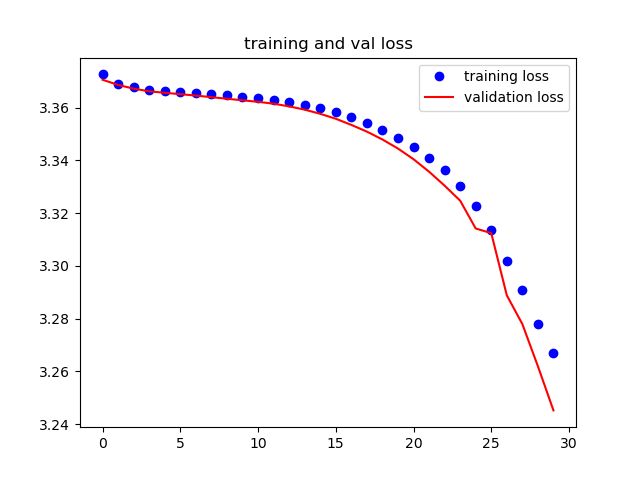 training and val loss
training loss
validation loss
3.36
3.34
3.32
3.30
3.28
3.26
3.24
0 5 10 15 20 25 30